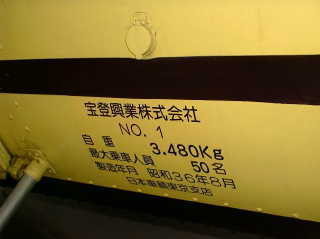 宝登興業株式会社
NO. 1
自重 3.480Kg
最大乗車人員 50名
製造年月 昭和36年8月
日本車輛東京支店